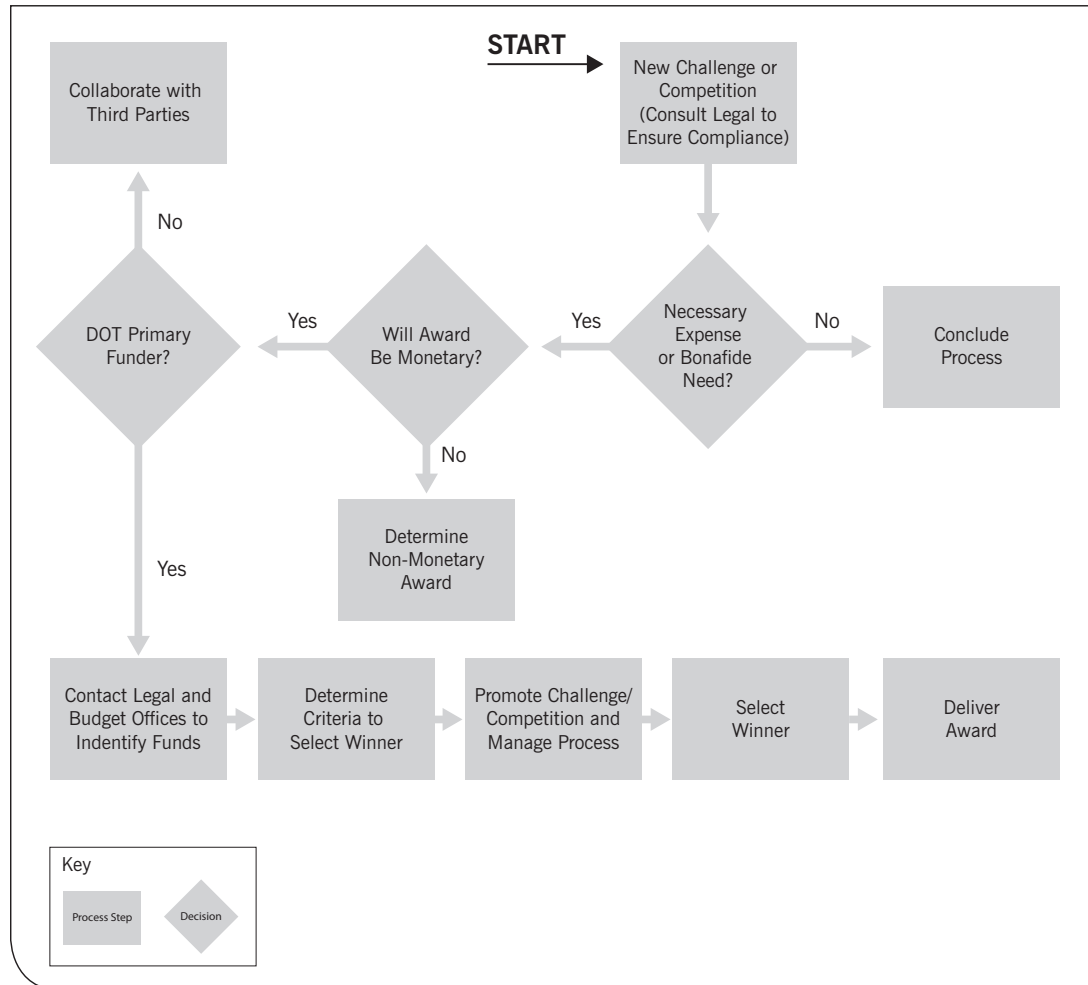 START
New Challenge or
Competition
(Consult Legal to
Ensure Compliance)
Collaborate with
Third Parties
No
DOT Primary
Funder?
Yes
Will Award
Be Monetary?
Yes
Necessary
Expense
or Bonafide
Need?
No
Conclude
Process
No
Determine
Non-Monetary
Award
Yes
Contact Legal and
Budget Offices to
Indentify Funds
Determine
Criteria to
Select Winner
Promote Challenge/
Competition and
Manage Process
Select
Winner
Deliver
Award
Key
Process Step
Decision